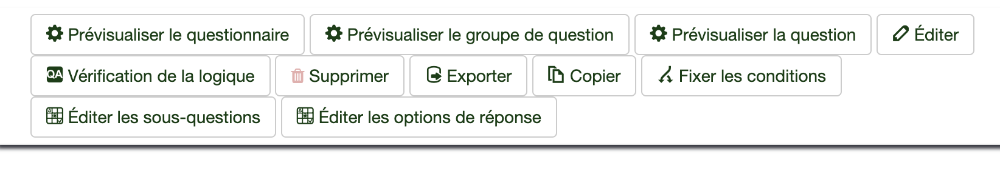 Prévisualiser le questionnaire Prévisualiser le groupe de question Prévisualiser la question Éditer
QA Vérification de la logique Supprimer Exporter Copier Fixer les conditions
Éditer les sous-questions Éditer les options de réponse